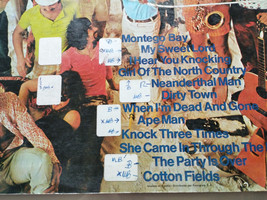 Montego Bay
My Sweet Lord
I Hear You Knocking
Girl Of The North Country
Neanderthal Man
Dirty Town
When I'm Dead And Gone
Ape Man
Knock Three Times
She Came In Through The
The Party Is Over
Cotton Fields